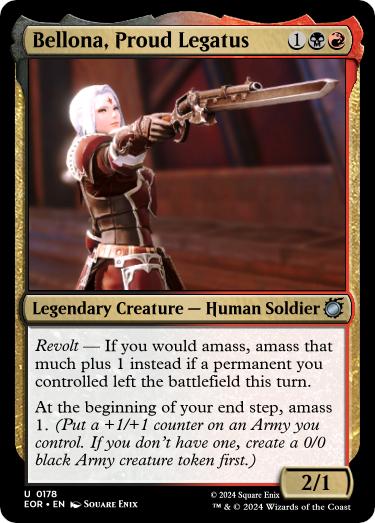 Bellona, Proud Legatus 1
Legendary Creature — Human Soldier
Revolt — If you would amass, amass that
much plus 1 instead if a permanent you
controlled left the battlefield this turn.
At the beginning of your end step, amass
1. (Put a +1/+1 counter on an Army you
control. If you don't have one, create a 0/0
black Army creature token first.)
2/1
U 0178
EOR • EN SQUARE ENIX
© 2024 Square Enix
™ & © 2024 Wizards of the Coast